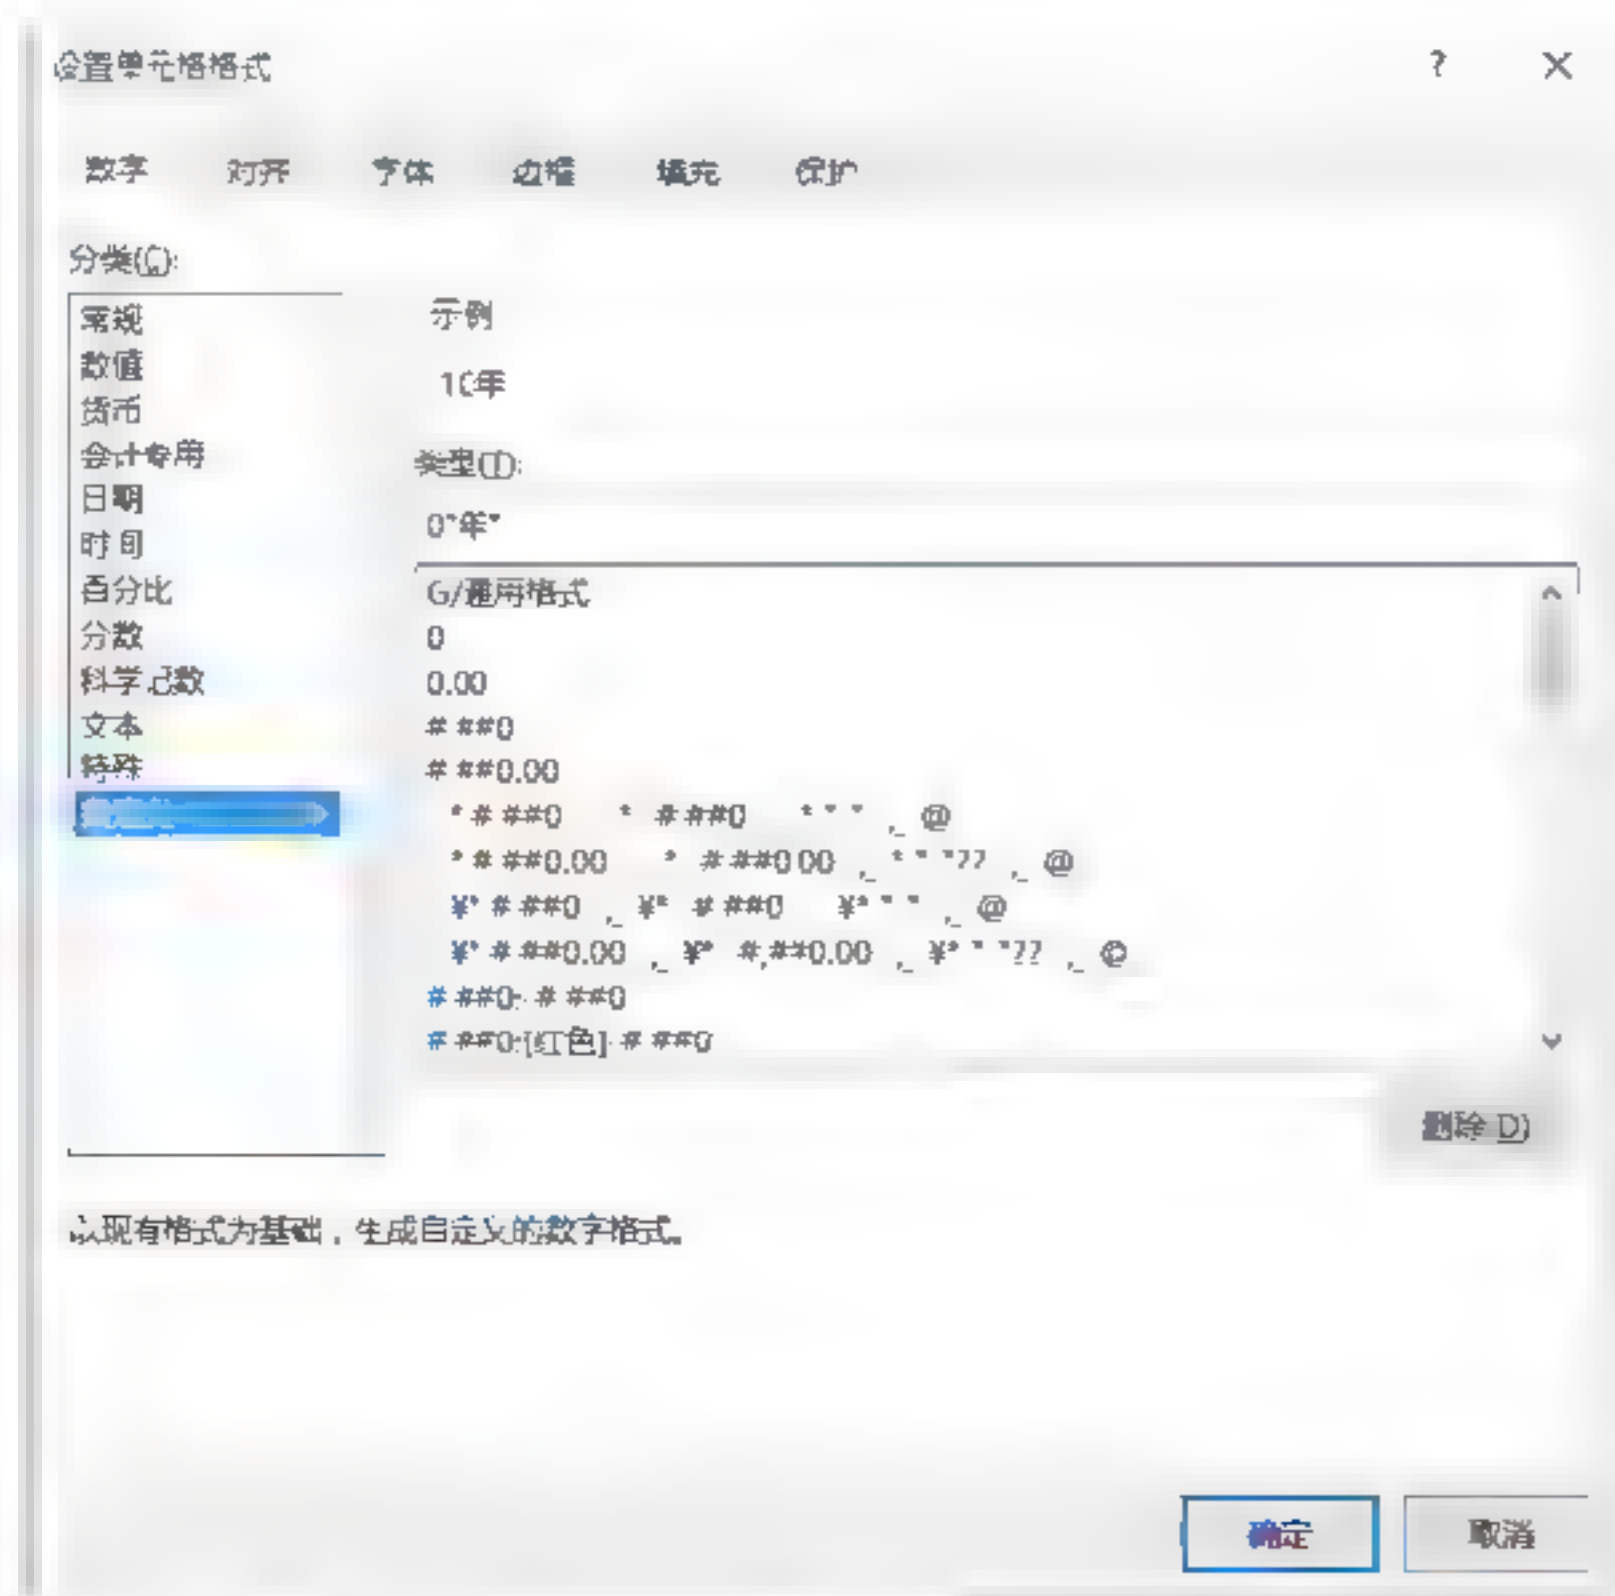 设置单元格格式 ? ×
数字 对齐 字体 边框 填充 保护
分类(C):
常规
数值
货币
会计专用
日期
时间
百分比
分数
科学记数
文本
特殊
示例
10年
类型(T):
0"年"
G/通用格式
0
0.00
#,##0
#,##0.00
#,##0;-#,##0
#,##0;[红色]-#,##0
删除(D)
以现有格式为基础，生成自定义的数字格式。
确定 取消